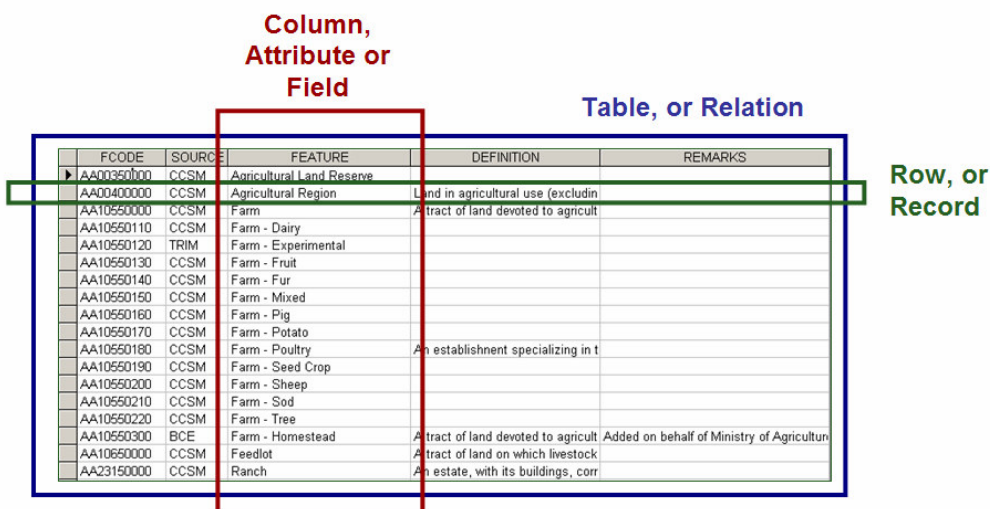 Column,
Attribute or
Field
Table, or Relation
FCODE SOURCE FEATURE DEFINITION REMARKS
AA00350000 CCSM Agricultural Land Reserve
AA00400000 CCSM Agricultural Region Land in agricultural use (excludin
Row, or
Record
AA10550000 CCSM Farm A tract of land devoted to agricult
AA10550110 CCSM Farm - Dairy
AA10550120 TRIM Farm - Experimental
AA10550130 CCSM Farm - Fruit
AA10550140 CCSM Farm - Fur
AA10550150 CCSM Farm - Mixed
AA10550160 CCSM Farm - Pig
AA10550170 CCSM Farm - Potato
AA10550180 CCSM Farm - Poultry An establishnent specializing in t
AA10550190 CCSM Farm - Seed Crop
AA10550200 CCSM Farm - Sheep
AA10550210 CCSM Farm - Sod
AA10550220 CCSM Farm - Tree
AA10550300 BCE Farm - Homestead A tract of land devoted to agricult Added on behalf of Ministry of Agriculture
AA10650000 CCSM Feedlot A tract of land on which livestock
AA23150000 CCSM Ranch An estate, with its buildings, corr